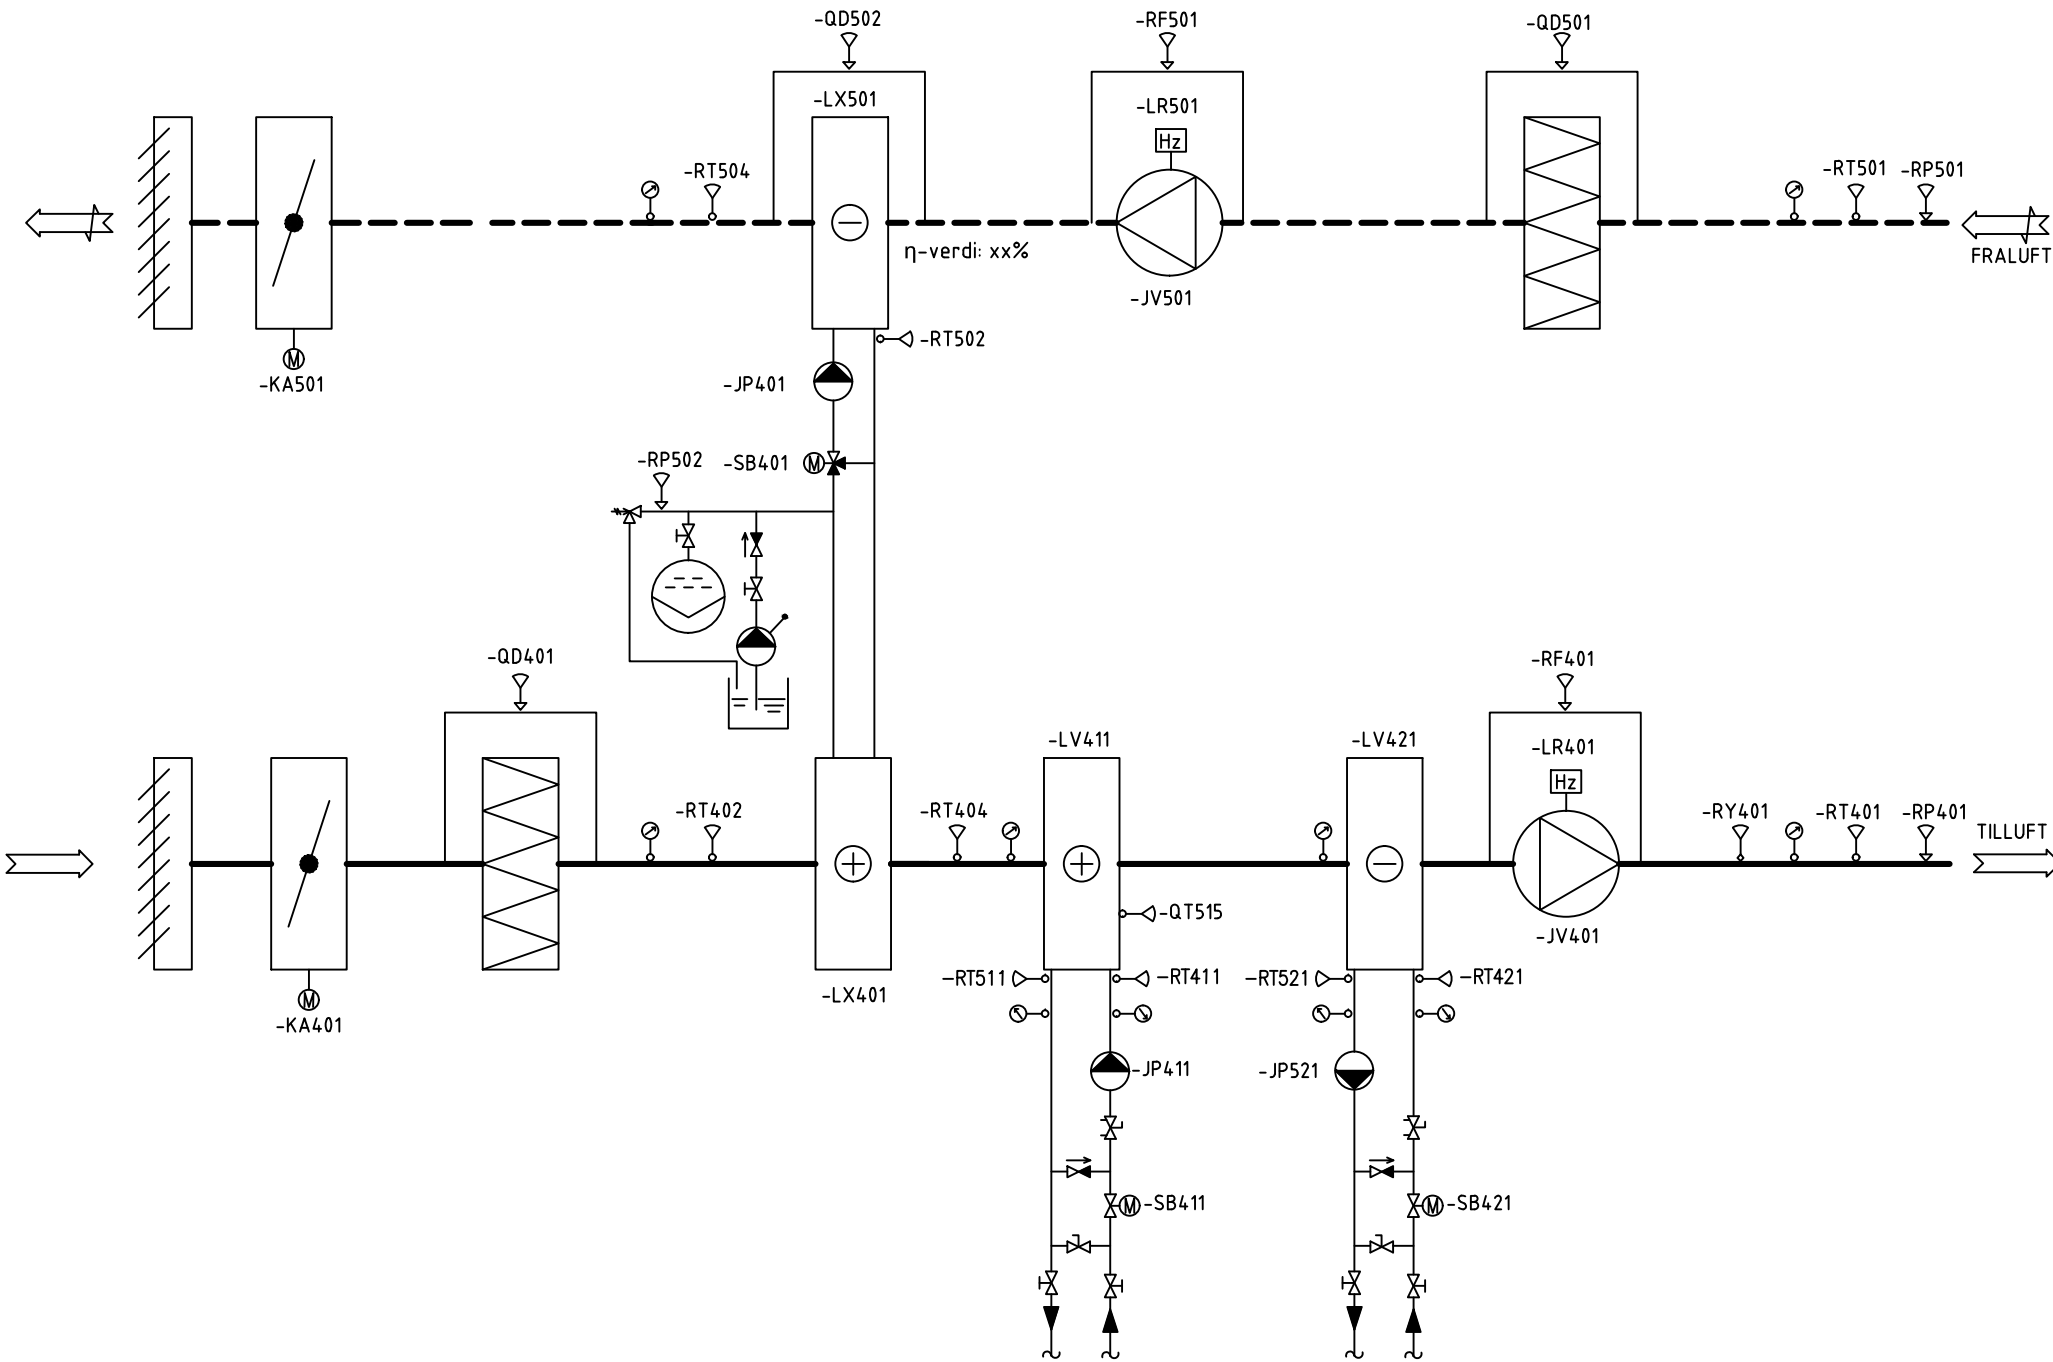 -QD502
-RF501
-QD501
-LX501
-LR501
Hz
-RT504
-RT501
-RP501
η-verdi: xx%
FRALUFT
-JV501
-RT502
M
-KA501
-JP401
-RP502
-SB401
M
-QD401
-RF401
-LV411
-LV421
-LR401
Hz
-RT402
-RT404
-RY401
-RT401
-RP401
TILLUFT
-QT515
-JV401
-RT511
-RT411
-RT521
-RT421
M
-LX401
-KA401
-JP411
-JP521
M
-SB411
M
-SB421